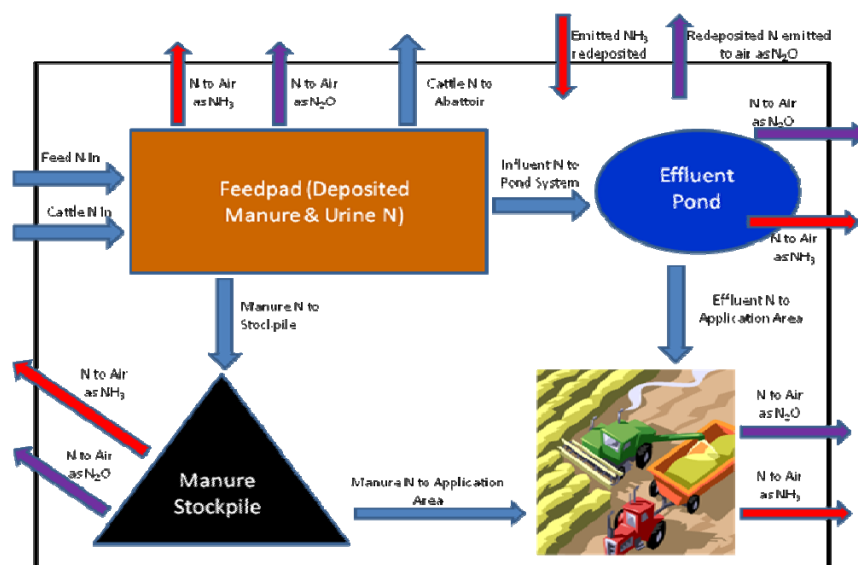 Emitted NH3
redeposited
Redeposited N emitted
to air as N2O
N to Air
as NH3
N to Air
as N2O
Cattle N to
Abattoir
N to Air
as N2O
Feed N In
Cattle N In
Feedpad (Deposited
Manure & Urine N)
Influent N to
Pond System
Effluent
Pond
N to Air
as NH3
Manure N to
Stockpile
Effluent N to
Application Area
N to Air
as NH3
N to Air
as N2O
Manure
Stockpile
Manure N to Application
Area
N to Air
as N2O
N to Air
as NH3